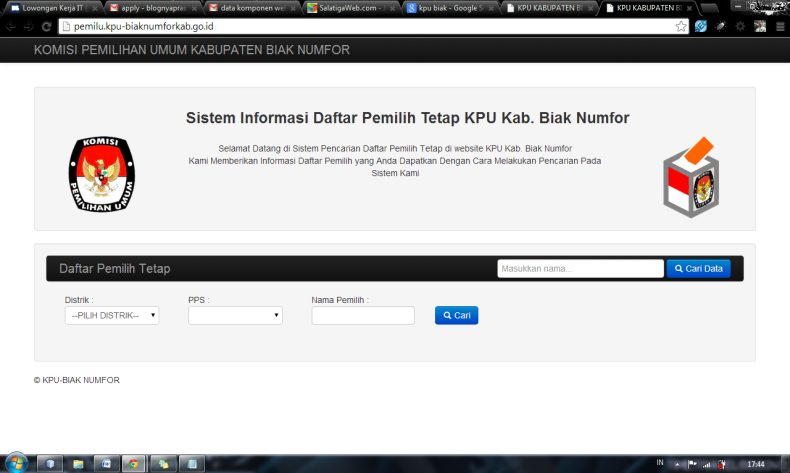 Lowongan Kerja IT
apply - blognyapras
data komponen we
SalatigaWeb.com -
kpu biak - Google S
KPU KABUPATEN BI
KPU KABUPATEN BI
pemilu.kpu-biaknumforkab.go.id
KOMISI PEMILIHAN UMUM KABUPATEN BIAK NUMFOR
Sistem Informasi Daftar Pemilih Tetap KPU Kab. Biak Numfor
Selamat Datang di Sistem Pencarian Daftar Pemilih Tetap di website KPU Kab. Biak Numfor
Kami Memberikan Informasi Daftar Pemilih yang Anda Dapatkan Dengan Cara Melakukan Pencarian Pada
Sistem Kami
KOMISI
PEMILIHAN UMUM
Daftar Pemilih Tetap
Masukkan nama...
Cari Data
Distrik :
PPS :
Nama Pemilih :
--PILIH DISTRIK--
Cari
© KPU-BIAK NUMFOR
IN
17:44